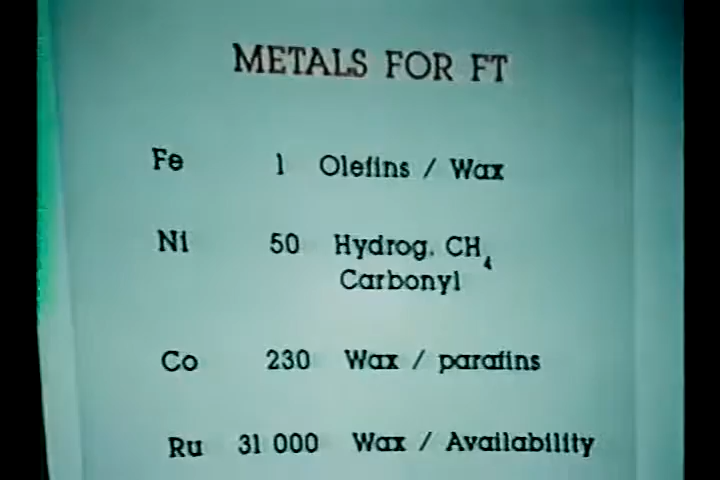 METALS FOR FT
Fe 1 Olefins / Wax
Ni 50 Hydrog. CH₄
Carbonyl
Co 230 Wax / parafins
Ru 31 000 Wax / Availability